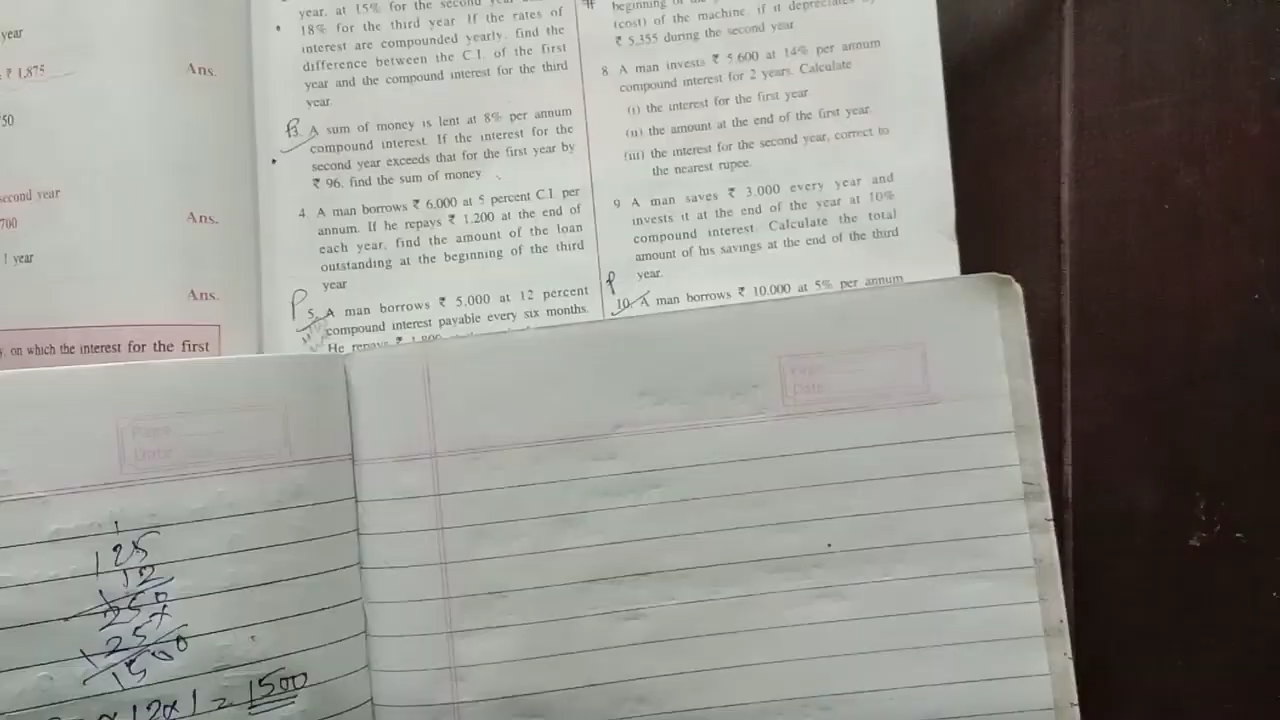 year
₹ 1,875
Ans.
50
second year
700
Ans.
1 year
Ans.
on which the interest for the first
year, at 15% for the second year
18% for the third year If the rates of
interest are compounded yearly, find the
difference between the C.I. of the first
year and the compound interest for the third
year.
3. A sum of money is lent at 8% per annum
compound interest. If the interest for the
second year exceeds that for the first year by
₹ 96, find the sum of money
4. A man borrows ₹ 6,000 at 5 percent C.I. per
annum. If he repays ₹ 1,200 at the end of
each year, find the amount of the loan
outstanding at the beginning of the third
year
P
5. A man borrows ₹ 5,000 at 12 percent
compound interest payable every six months.
He repays ₹ 1,800
beginning
(cost) of the machine, if it depreciates by
₹ 5,355 during the second year
8. A man invests ₹ 5,600 at 14% per annum
compound interest for 2 years. Calculate
(i) the interest for the first year
(ii) the amount at the end of the first year.
(iii) the interest for the second year, correct to
the nearest rupee.
9 A man saves ₹ 3,000 every year and
invests it at the end of the year at 10%
compound interest. Calculate the total
amount of his savings at the end of the third
year.
P
10. A man borrows ₹ 10,000 at 5% per annum
Page
Date
Page
Date
125
12
250
1500
12 x 1 = 1500